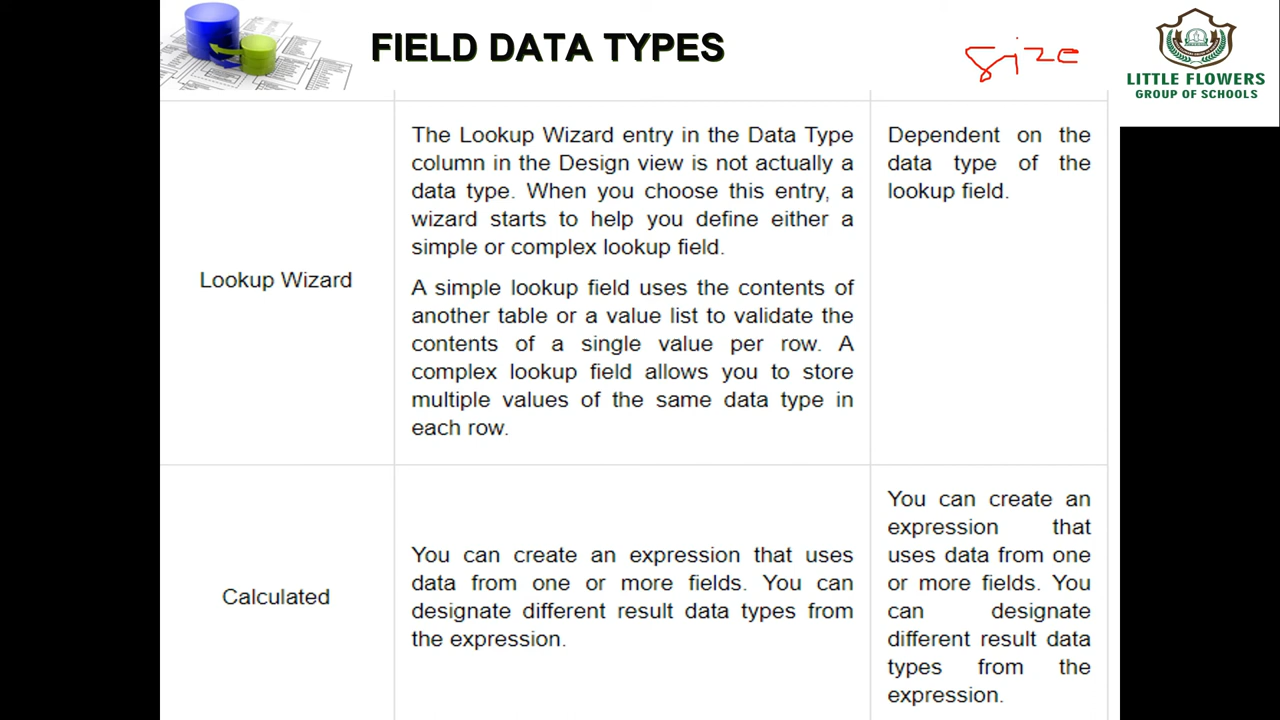 FIELD DATA TYPES
size
LITTLE FLOWERS
GROUP OF SCHOOLS
Lookup Wizard
The Lookup Wizard entry in the Data Type
column in the Design view is not actually a
data type. When you choose this entry, a
wizard starts to help you define either a
simple or complex lookup field.
A simple lookup field uses the contents of
another table or a value list to validate the
contents of a single value per row. A
complex lookup field allows you to store
multiple values of the same data type in
each row.
Dependent on the
data type of the
lookup field.
Calculated
You can create an expression that uses
data from one or more fields. You can
designate different result data types from
the expression.
You can create an
expression that
uses data from one
or more fields. You
can designate
different result data
types from the
expression.